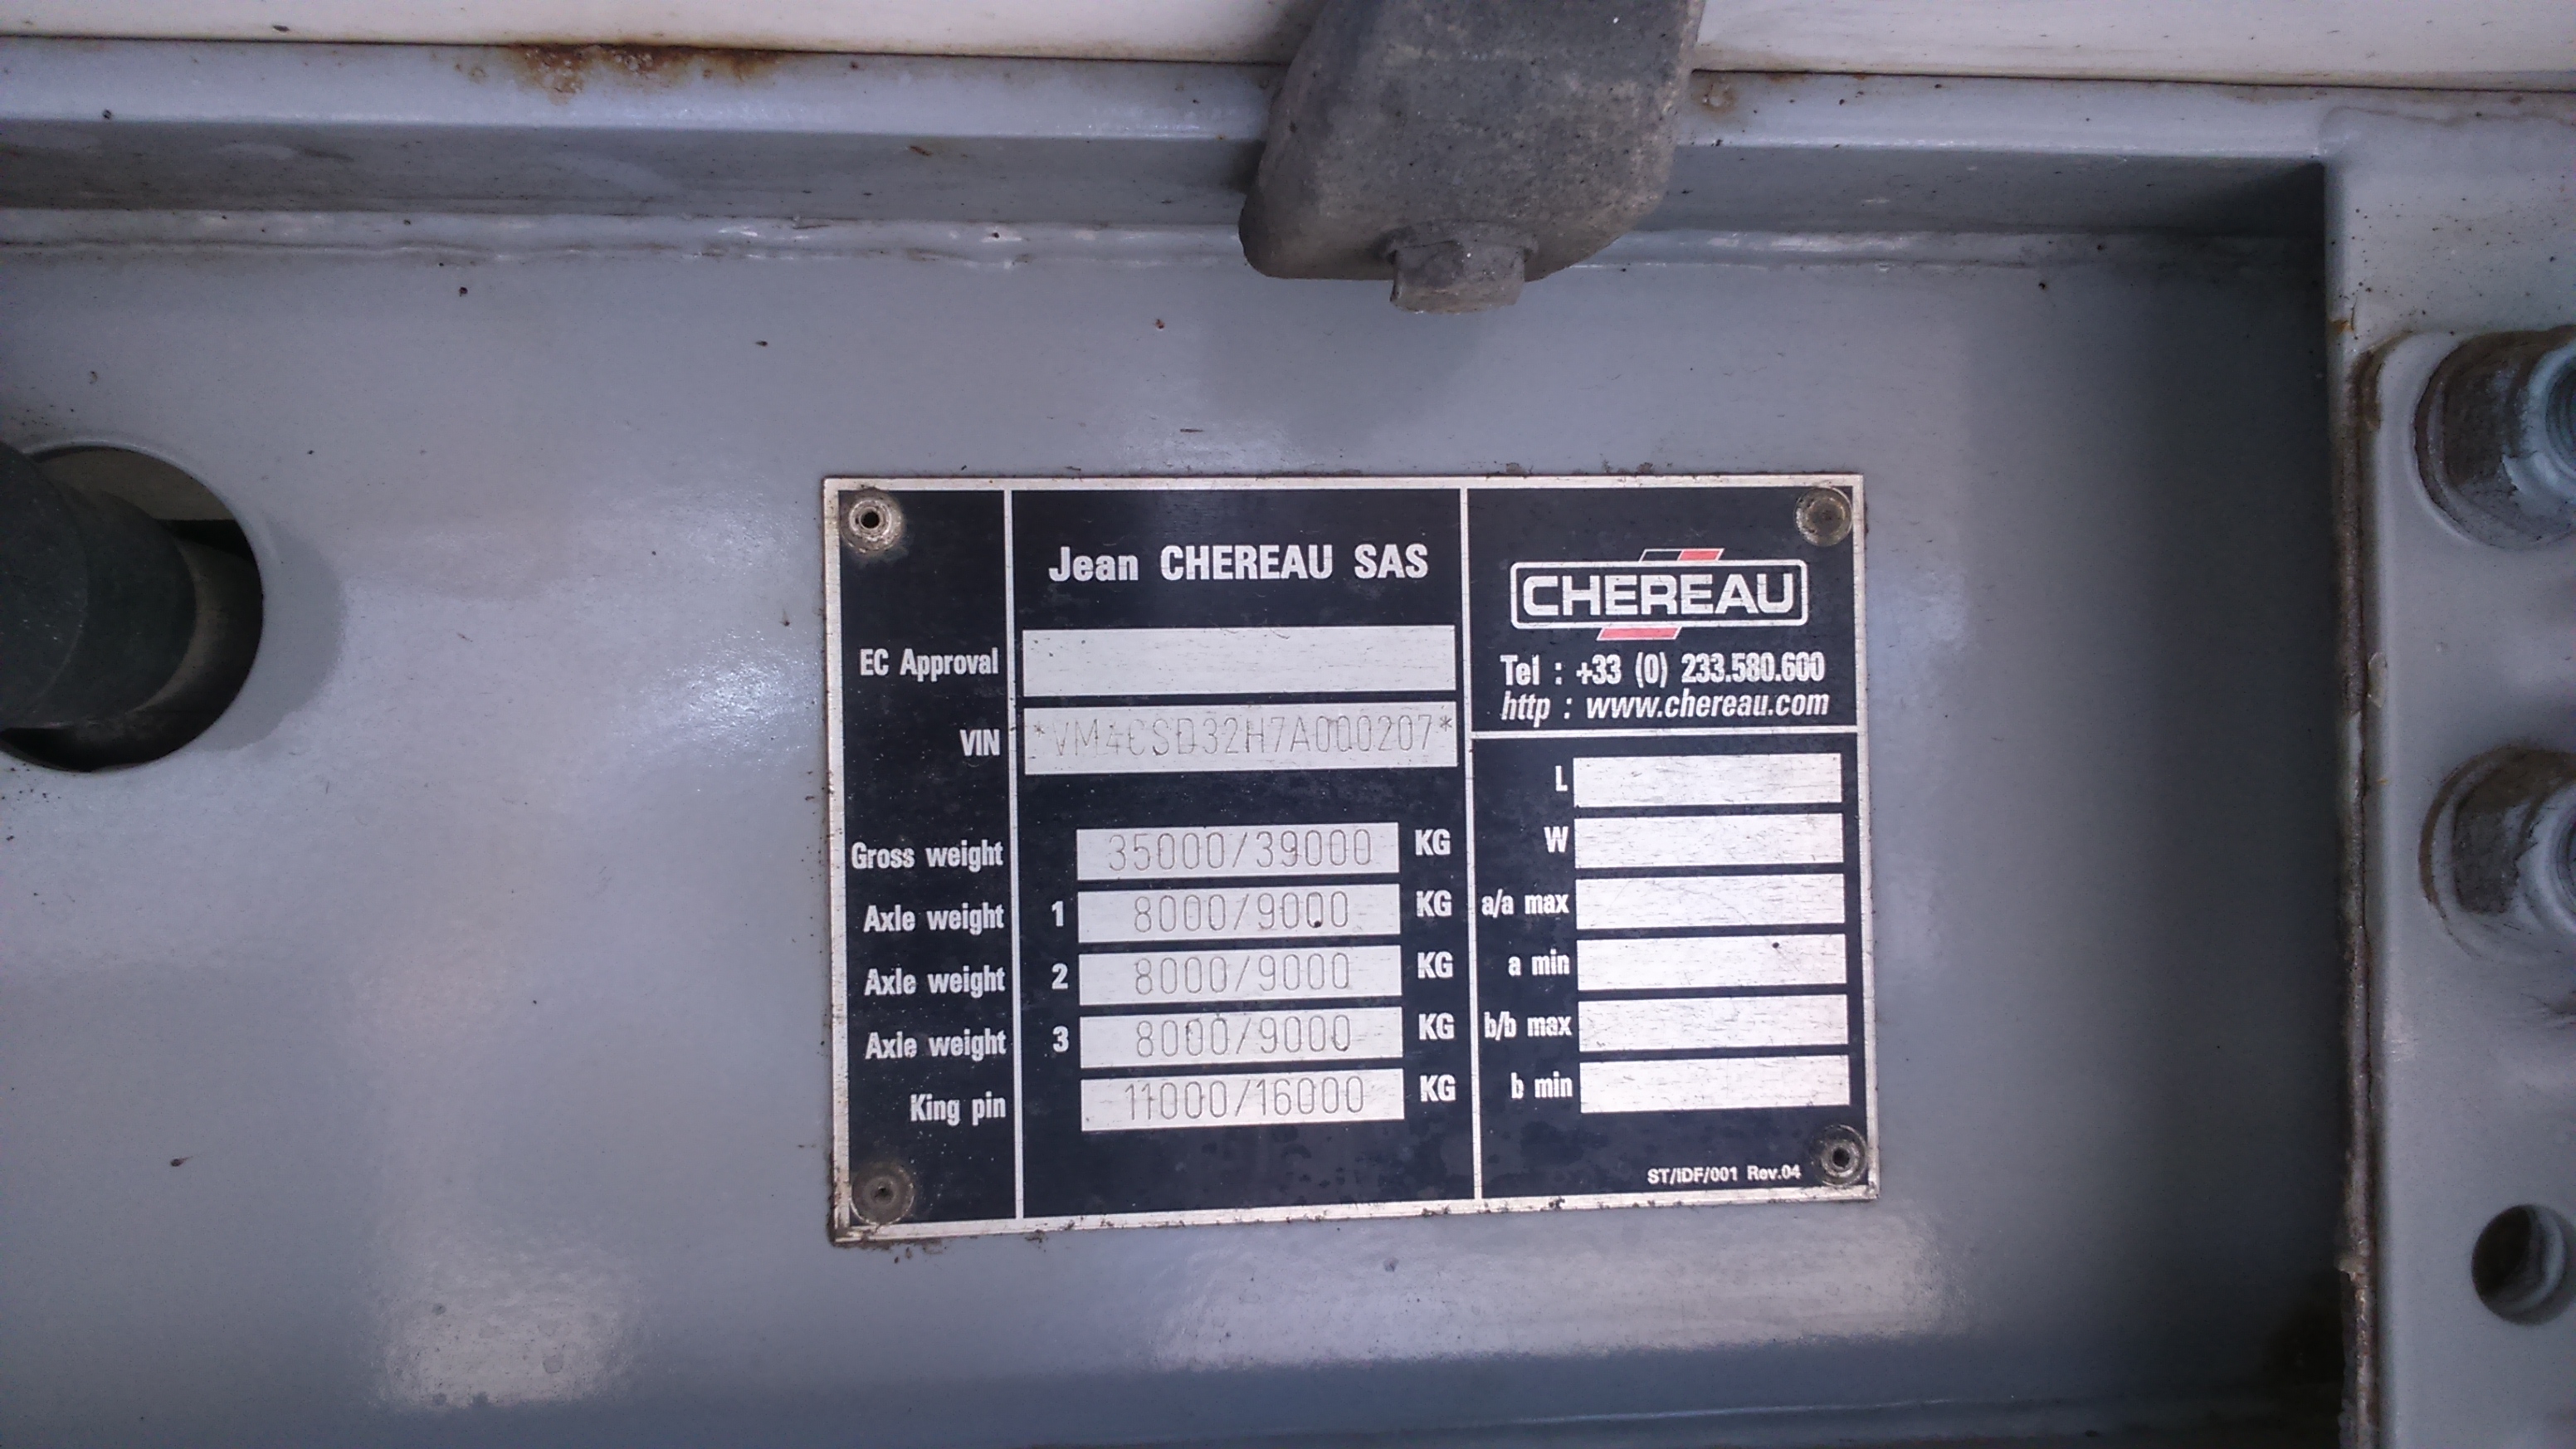 Jean CHEREAU SAS
CHEREAU
Tel : +33 (0) 233.580.600
http : www.chereau.com
EC Approval
VIN *VM4CSD32H7A000207*
Gross weight 35000/39000 KG
Axle weight 1 8000/9000 KG
Axle weight 2 8000/9000 KG
Axle weight 3 8000/9000 KG
King pin 11000/16000 KG
L
W
a/a max
a min
b/b max
b min
ST/IDF/001 Rev.04